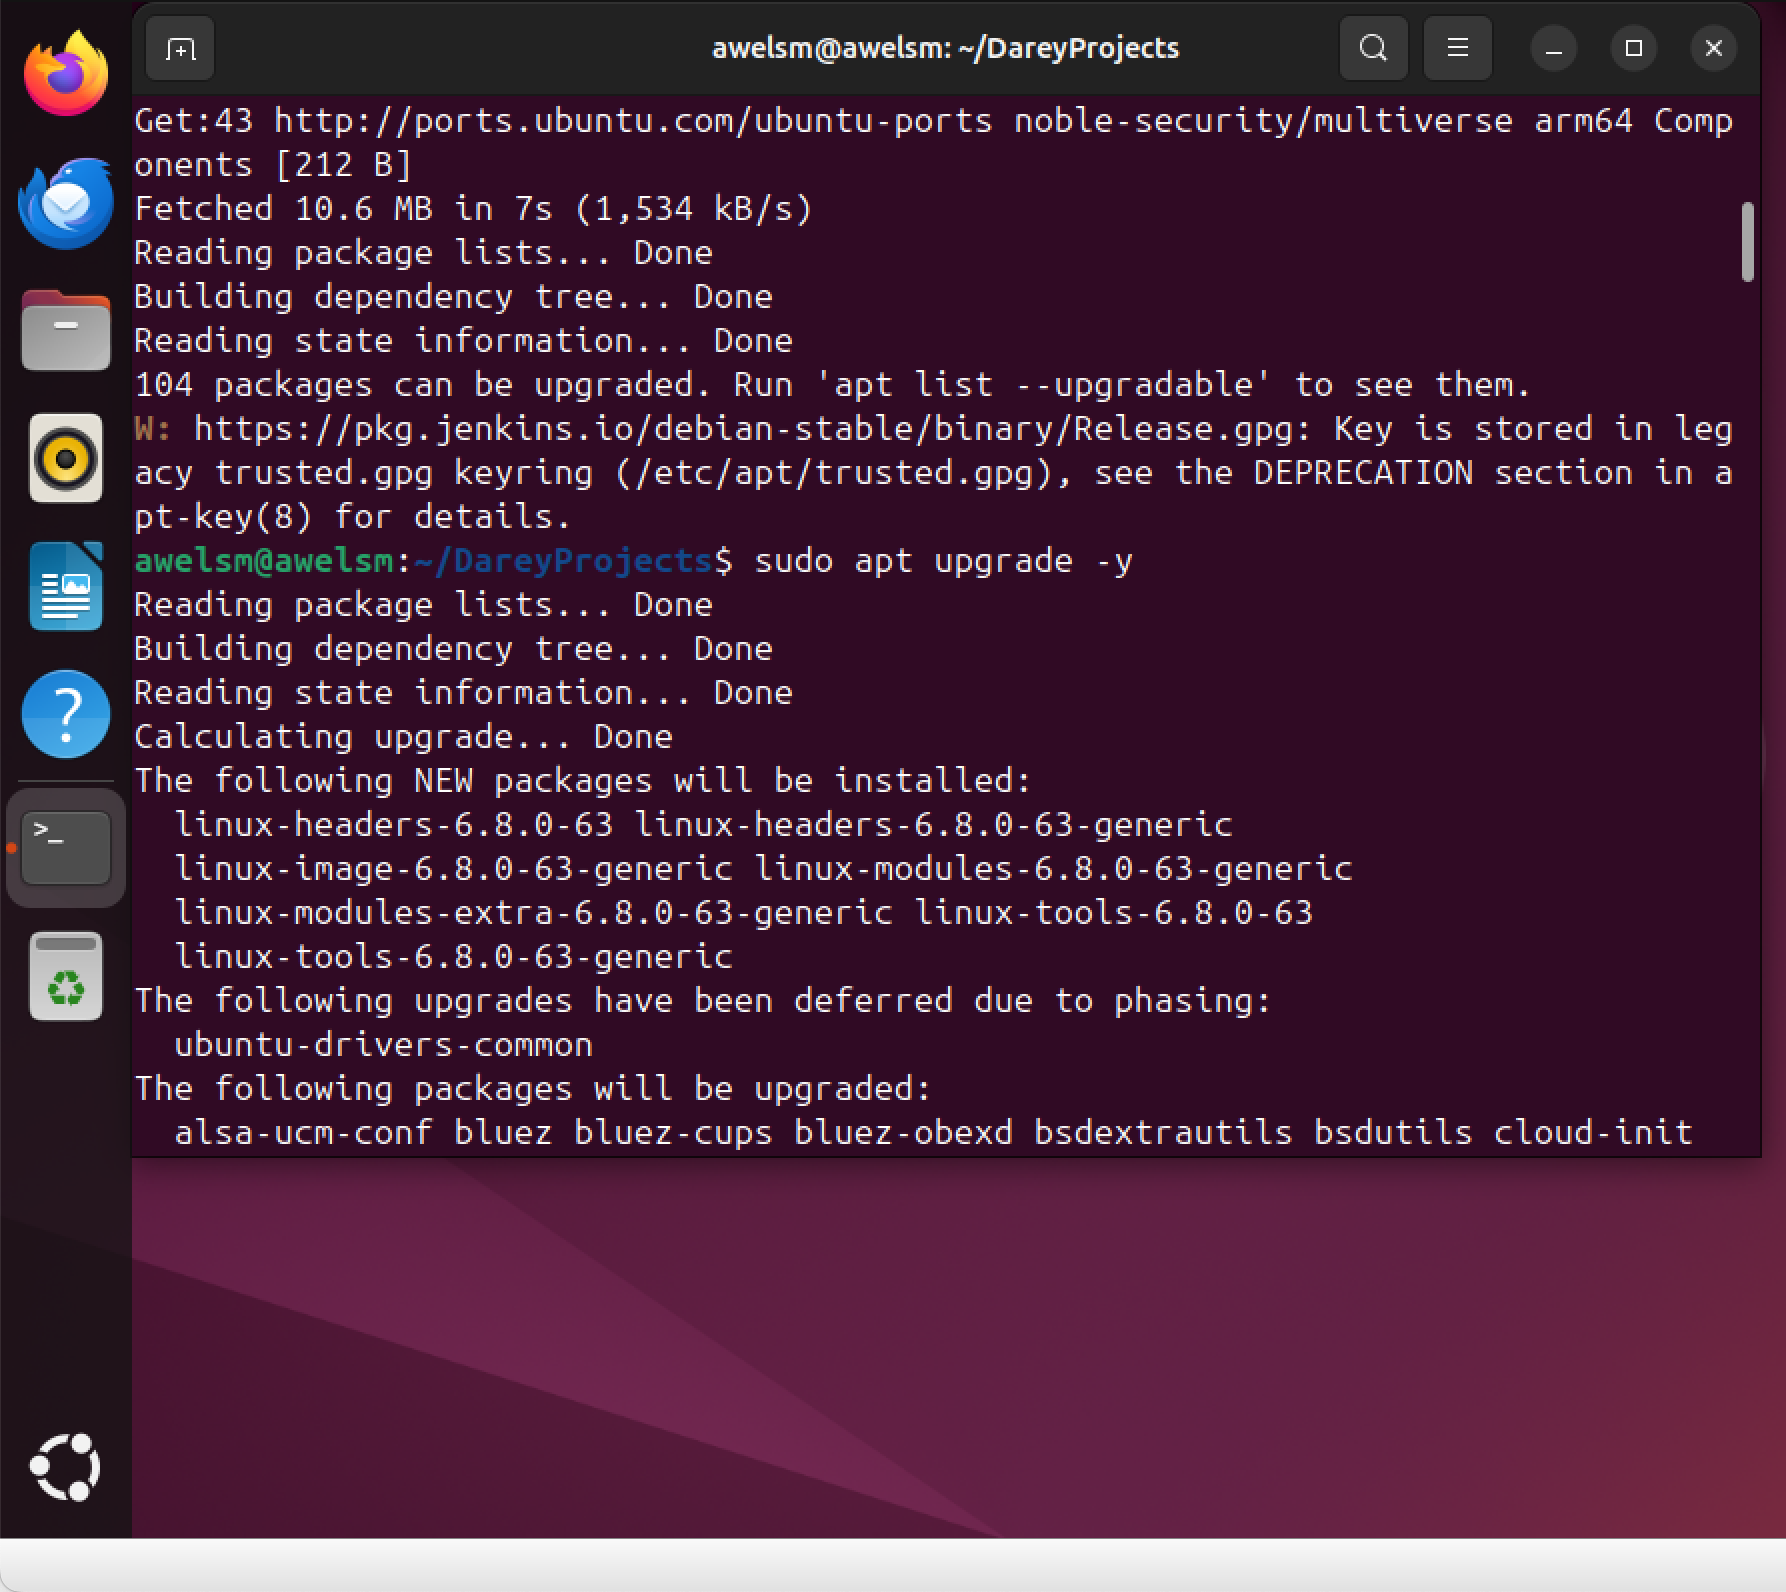 awelsm@awelsm: ~/DareyProjects
Get:43 http://ports.ubuntu.com/ubuntu-ports noble-security/multiverse arm64 Comp
onents [212 B]
Fetched 10.6 MB in 7s (1,534 kB/s)
Reading package lists... Done
Building dependency tree... Done
Reading state information... Done
104 packages can be upgraded. Run 'apt list --upgradable' to see them.
W: https://pkg.jenkins.io/debian-stable/binary/Release.gpg: Key is stored in leg
acy trusted.gpg keyring (/etc/apt/trusted.gpg), see the DEPRECATION section in a
pt-key(8) for details.
awelsm@awelsm:~/DareyProjects$ sudo apt upgrade -y
Reading package lists... Done
Building dependency tree... Done
Reading state information... Done
Calculating upgrade... Done
The following NEW packages will be installed:
  linux-headers-6.8.0-63 linux-headers-6.8.0-63-generic
  linux-image-6.8.0-63-generic linux-modules-6.8.0-63-generic
  linux-modules-extra-6.8.0-63-generic linux-tools-6.8.0-63
  linux-tools-6.8.0-63-generic
The following upgrades have been deferred due to phasing:
  ubuntu-drivers-common
The following packages will be upgraded:
  alsa-ucm-conf bluez bluez-cups bluez-obexd bsdextrautils bsdutils cloud-init